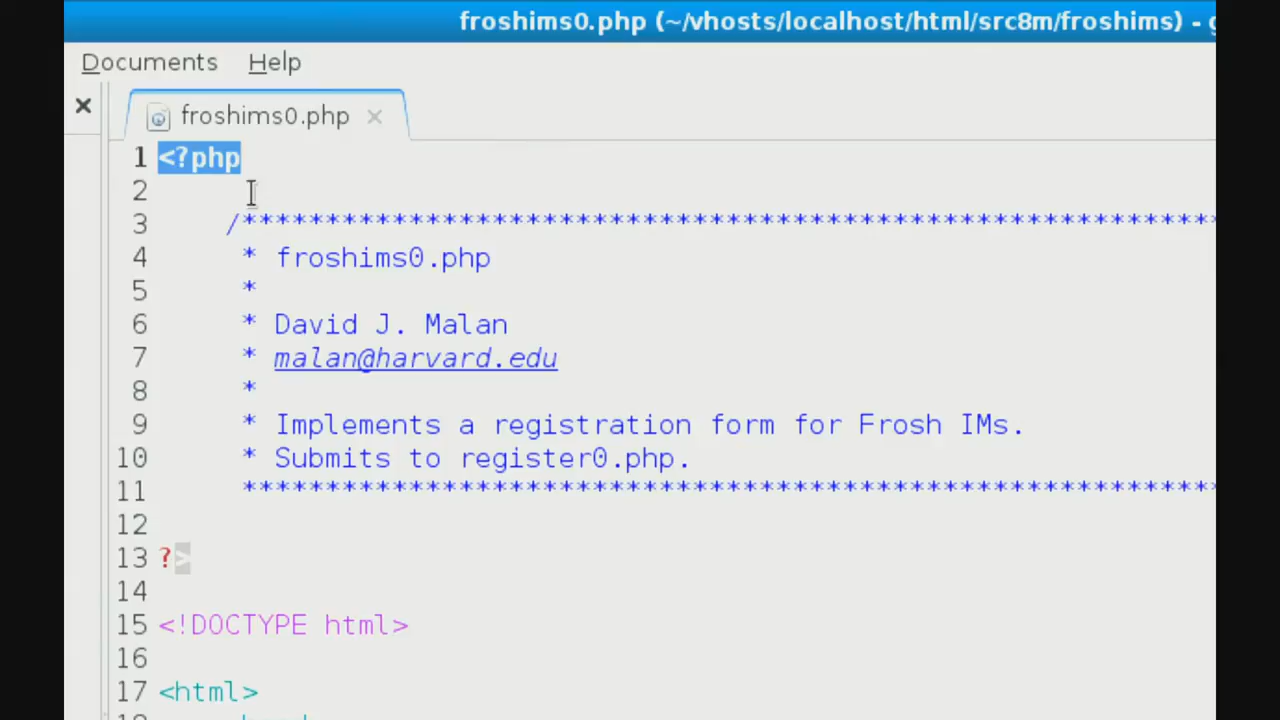 froshims0.php (~/vhosts/localhost/html/src8m/froshims) - g
Documents Help
froshims0.php
1 <?php
2
3 /***********************************************************
4 * froshims0.php
5 *
6 * David J. Malan
7 * malan@harvard.edu
8 *
9 * Implements a registration form for Frosh IMs.
10 * Submits to register0.php.
11 ***********************************************************
12
13 ?>
14
15 <!DOCTYPE html>
16
17 <html>